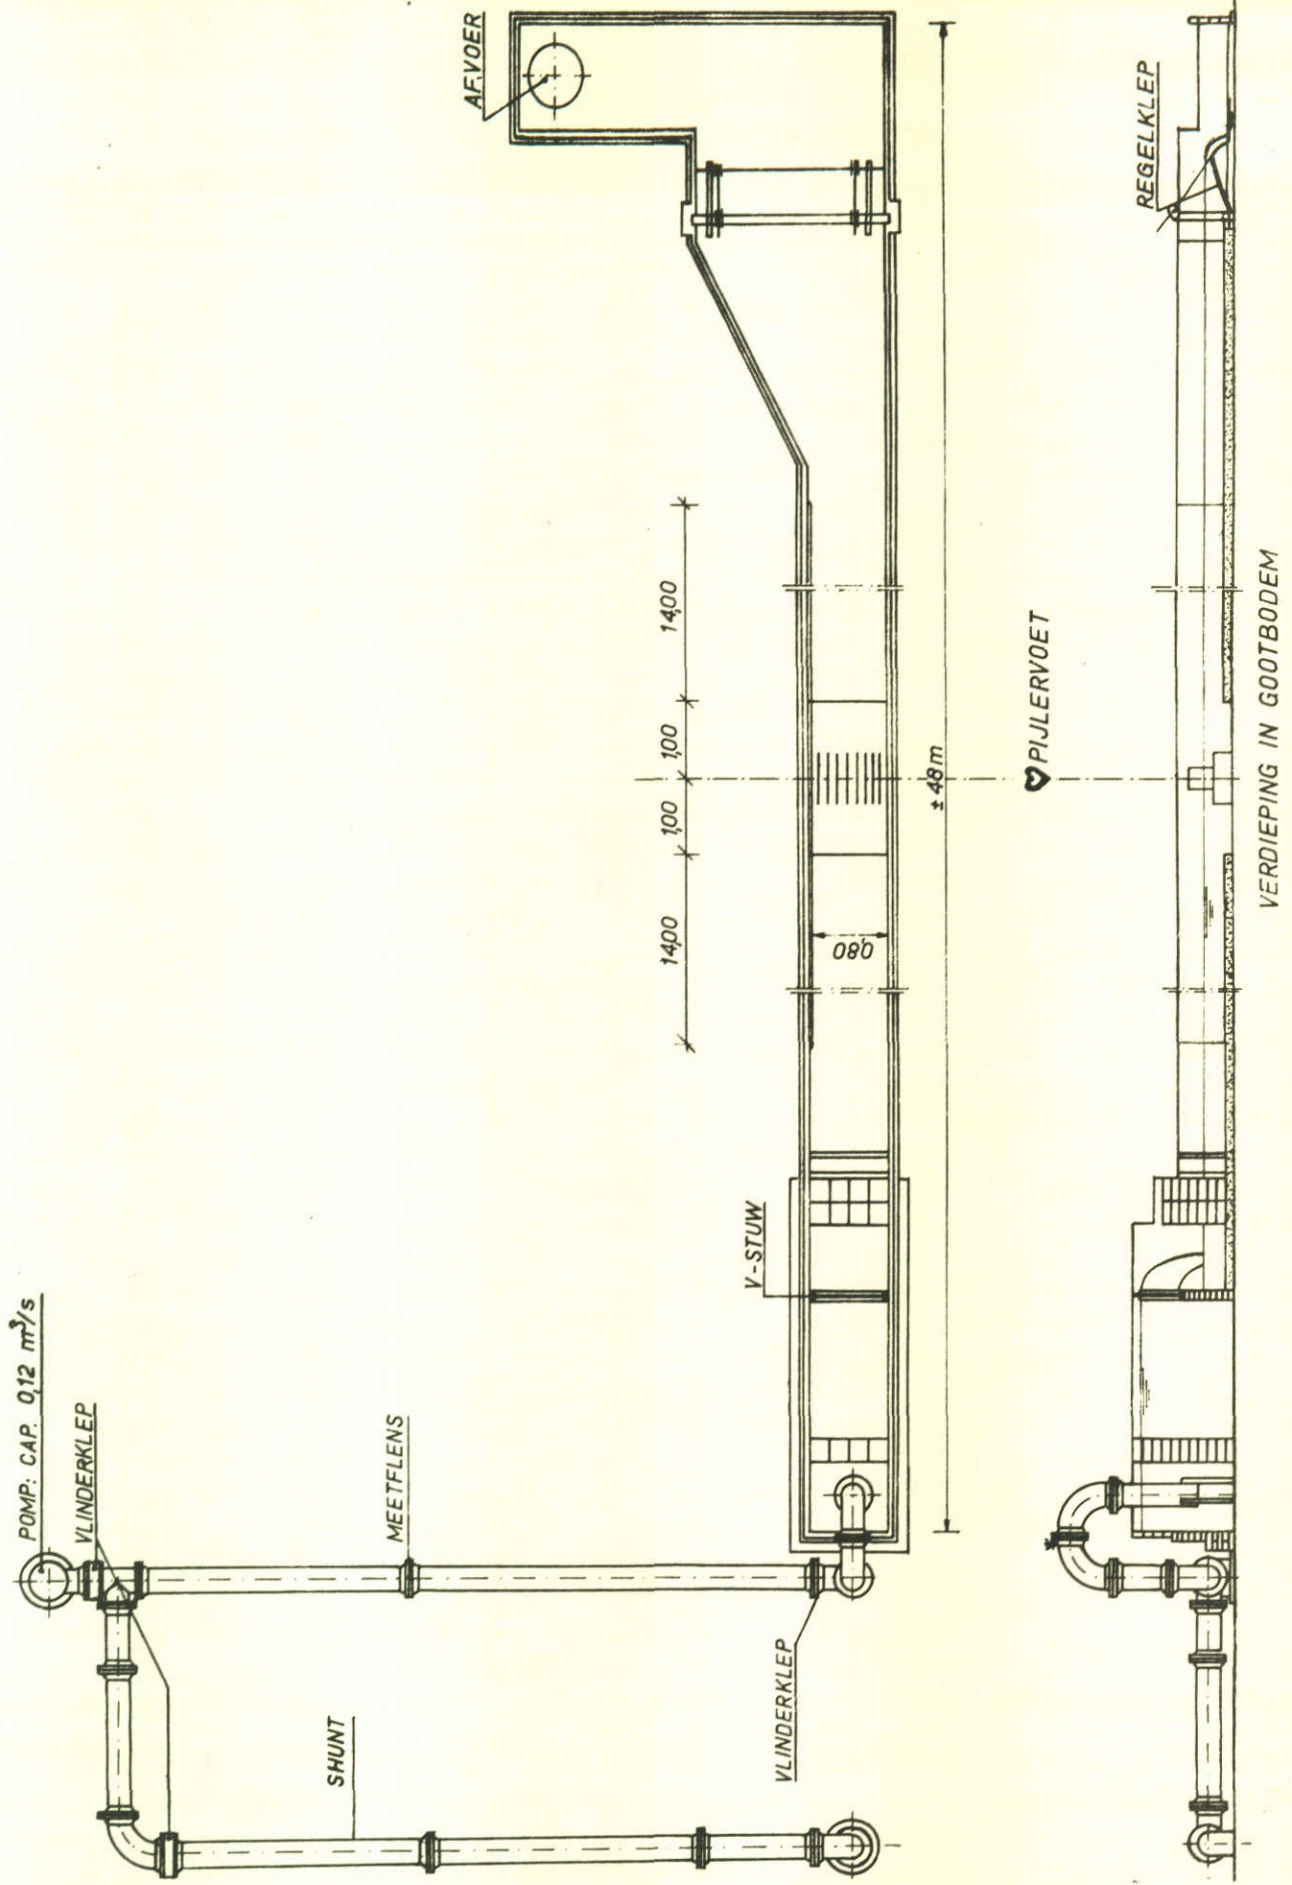 POMP: CAP. 0,12 m³/s
VLINDERKLEP
MEETFLENS
SHUNT
VLINDERKLEP
V-STUW
AFVOER
14,00
1,00
1,00
14,00
0,80
± 48 m
PIJLERVOET
REGELKLEP
VERDIEPING IN GOOTBODEM